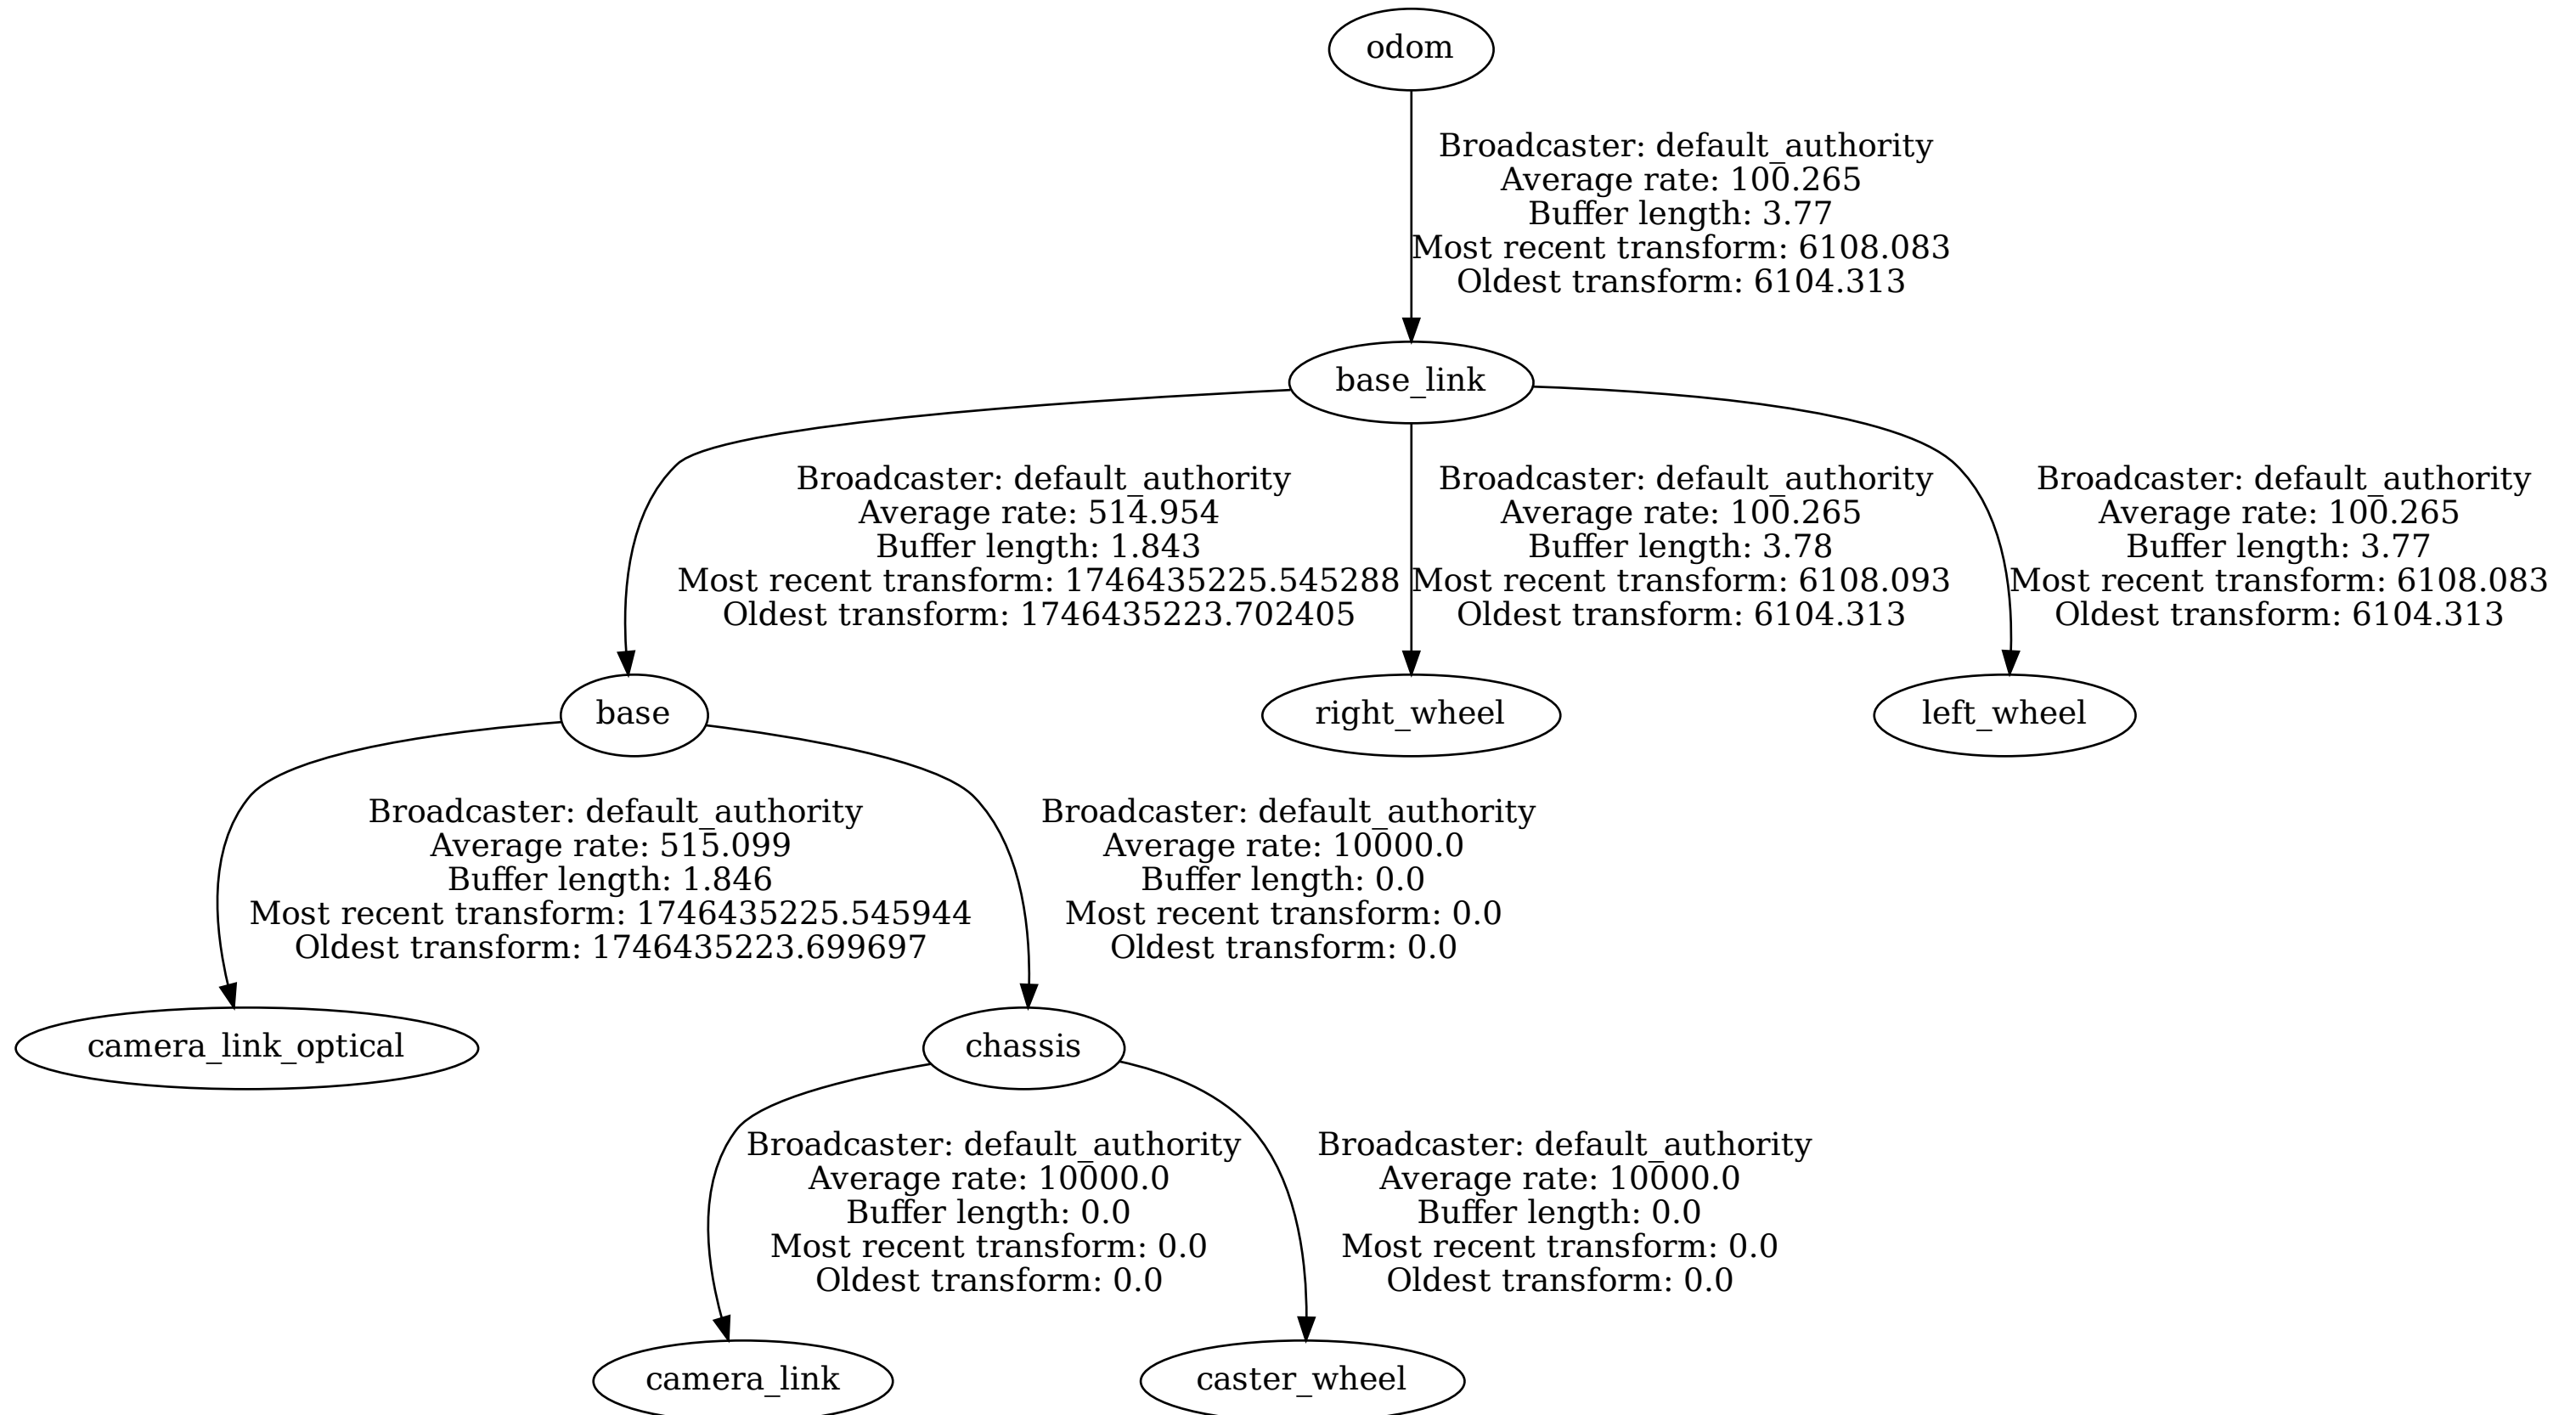 odom
Broadcaster: default_authority
Average rate: 100.265
Buffer length: 3.77
Most recent transform: 6108.083
Oldest transform: 6104.313
base_link
Broadcaster: default_authority
Average rate: 514.954
Buffer length: 1.843
Most recent transform: 1746435225.545288
Oldest transform: 1746435223.702405
Broadcaster: default_authority
Average rate: 100.265
Buffer length: 3.78
Most recent transform: 6108.093
Oldest transform: 6104.313
Broadcaster: default_authority
Average rate: 100.265
Buffer length: 3.77
Most recent transform: 6108.083
Oldest transform: 6104.313
base
right_wheel
left_wheel
Broadcaster: default_authority
Average rate: 515.099
Buffer length: 1.846
Most recent transform: 1746435225.545944
Oldest transform: 1746435223.699697
Broadcaster: default_authority
Average rate: 10000.0
Buffer length: 0.0
Most recent transform: 0.0
Oldest transform: 0.0
camera_link_optical
chassis
Broadcaster: default_authority
Average rate: 10000.0
Buffer length: 0.0
Most recent transform: 0.0
Oldest transform: 0.0
Broadcaster: default_authority
Average rate: 10000.0
Buffer length: 0.0
Most recent transform: 0.0
Oldest transform: 0.0
camera_link
caster_wheel